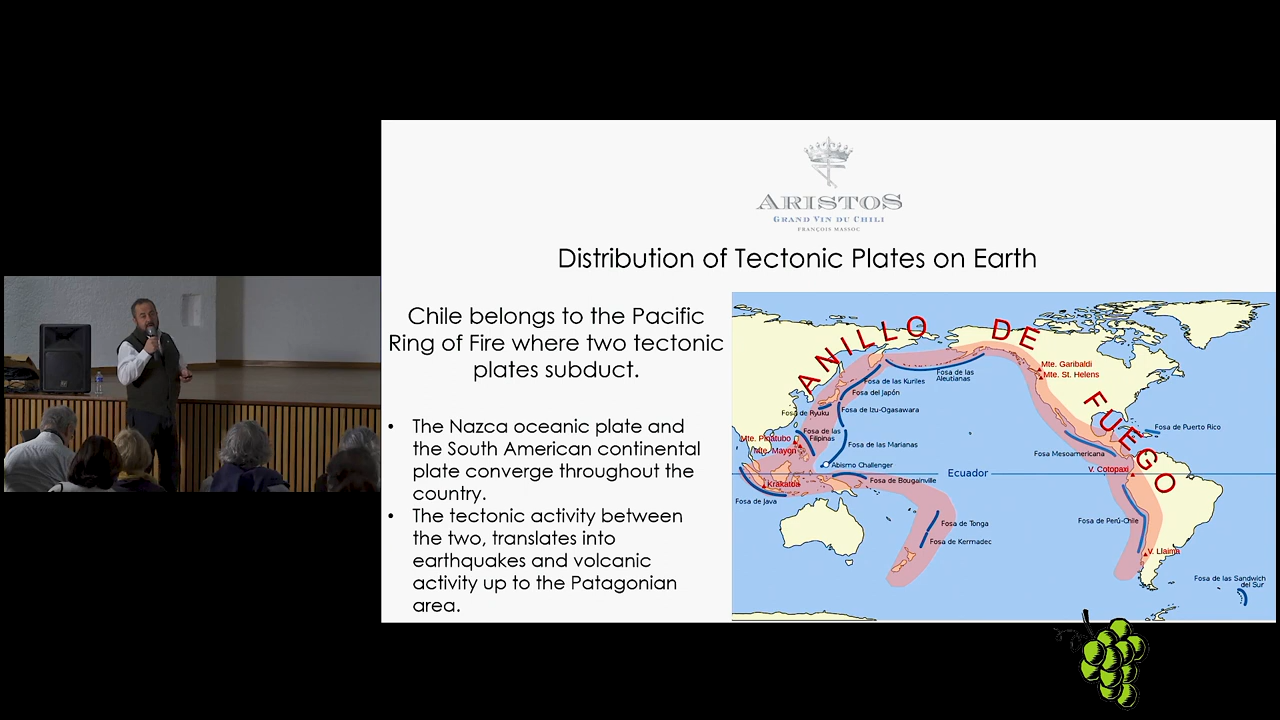 ARISTOS
GRAND VIN DU CHILI
FRANÇOIS MASSOC
Distribution of Tectonic Plates on Earth
Chile belongs to the Pacific
Ring of Fire where two tectonic
plates subduct.
• The Nazca oceanic plate and
the South American continental
plate converge throughout the
country.
• The tectonic activity between
the two, translates into
earthquakes and volcanic
activity up to the Patagonian
area.
ANILLO DE FUEGO
Mte. Garibaldi
Mte. St. Helens
Fosa de las
Aleutianas
Fosa de las Kuriles
Fosa del Japón
Fosa de Ryuku
Fosa de Izu-Ogasawara
Fosa de Puerto Rico
Fosa de las
Filipinas
Mte. Pinatubo
Mte. Mayon
Fosa de las Marianas
Fosa Mesoamericana
Abismo Challenger
V. Cotopaxi
Ecuador
Krakatoa
Fosa de Bougainville
Fosa de Java
Fosa de Tonga
Fosa de Perú-Chile
Fosa de Kermadec
V. Llaima
Fosa de las Sandwich
del Sur